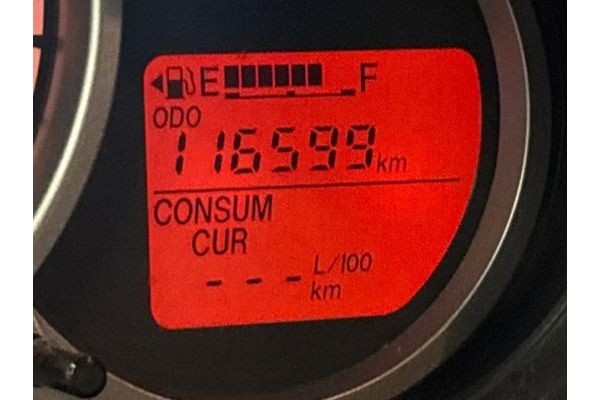 E F
ODO
116599 km
CONSUM
CUR
--- L/100
km